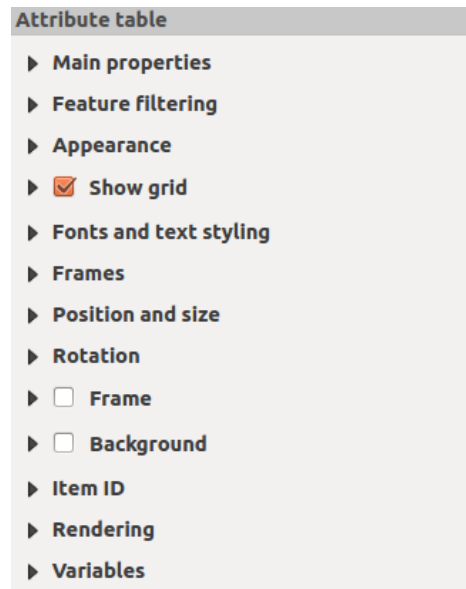 Attribute table
Main properties
Feature filtering
Appearance
Show grid
Fonts and text styling
Frames
Position and size
Rotation
Frame
Background
Item ID
Rendering
Variables